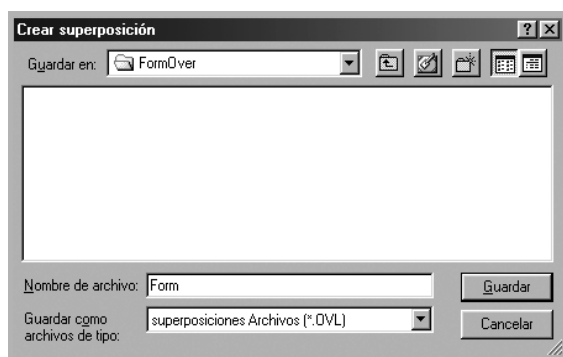 Crear superposición
Guardar en: FormOver
Nombre de archivo: Form
Guardar
Guardar como
archivos de tipo:
superposiciones Archivos (*.OVL)
Cancelar